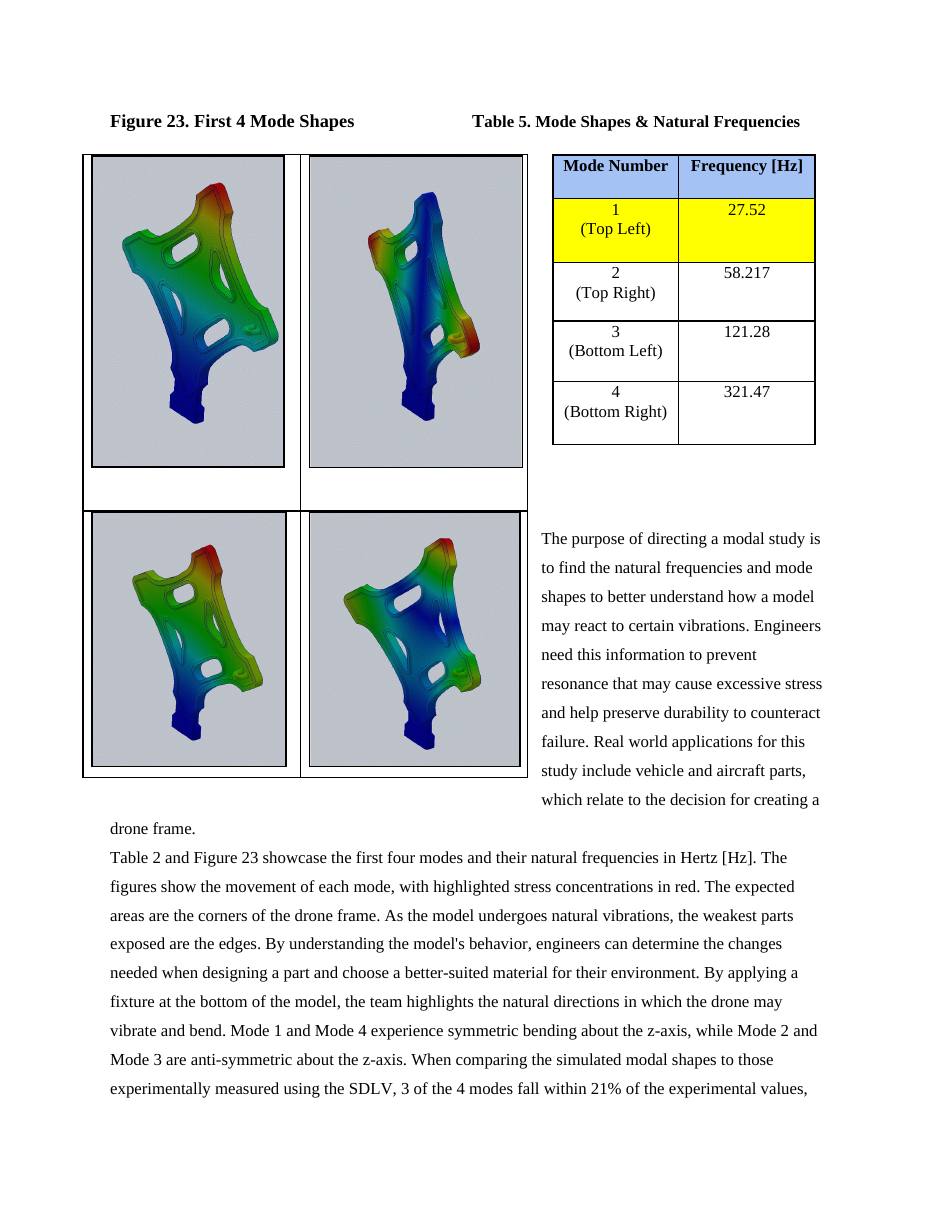 Figure 23. First 4 Mode Shapes
Table 5. Mode Shapes & Natural Frequencies
Mode Number Frequency [Hz]
1 27.52
(Top Left)
2 58.217
(Top Right)
3 121.28
(Bottom Left)
4 321.47
(Bottom Right)
The purpose of directing a modal study is
to find the natural frequencies and mode
shapes to better understand how a model
may react to certain vibrations. Engineers
need this information to prevent
resonance that may cause excessive stress
and help preserve durability to counteract
failure. Real world applications for this
study include vehicle and aircraft parts,
which relate to the decision for creating a
drone frame.
Table 2 and Figure 23 showcase the first four modes and their natural frequencies in Hertz [Hz]. The
figures show the movement of each mode, with highlighted stress concentrations in red. The expected
areas are the corners of the drone frame. As the model undergoes natural vibrations, the weakest parts
exposed are the edges. By understanding the model's behavior, engineers can determine the changes
needed when designing a part and choose a better-suited material for their environment. By applying a
fixture at the bottom of the model, the team highlights the natural directions in which the drone may
vibrate and bend. Mode 1 and Mode 4 experience symmetric bending about the z-axis, while Mode 2 and
Mode 3 are anti-symmetric about the z-axis. When comparing the simulated modal shapes to those
experimentally measured using the SDLV, 3 of the 4 modes fall within 21% of the experimental values,